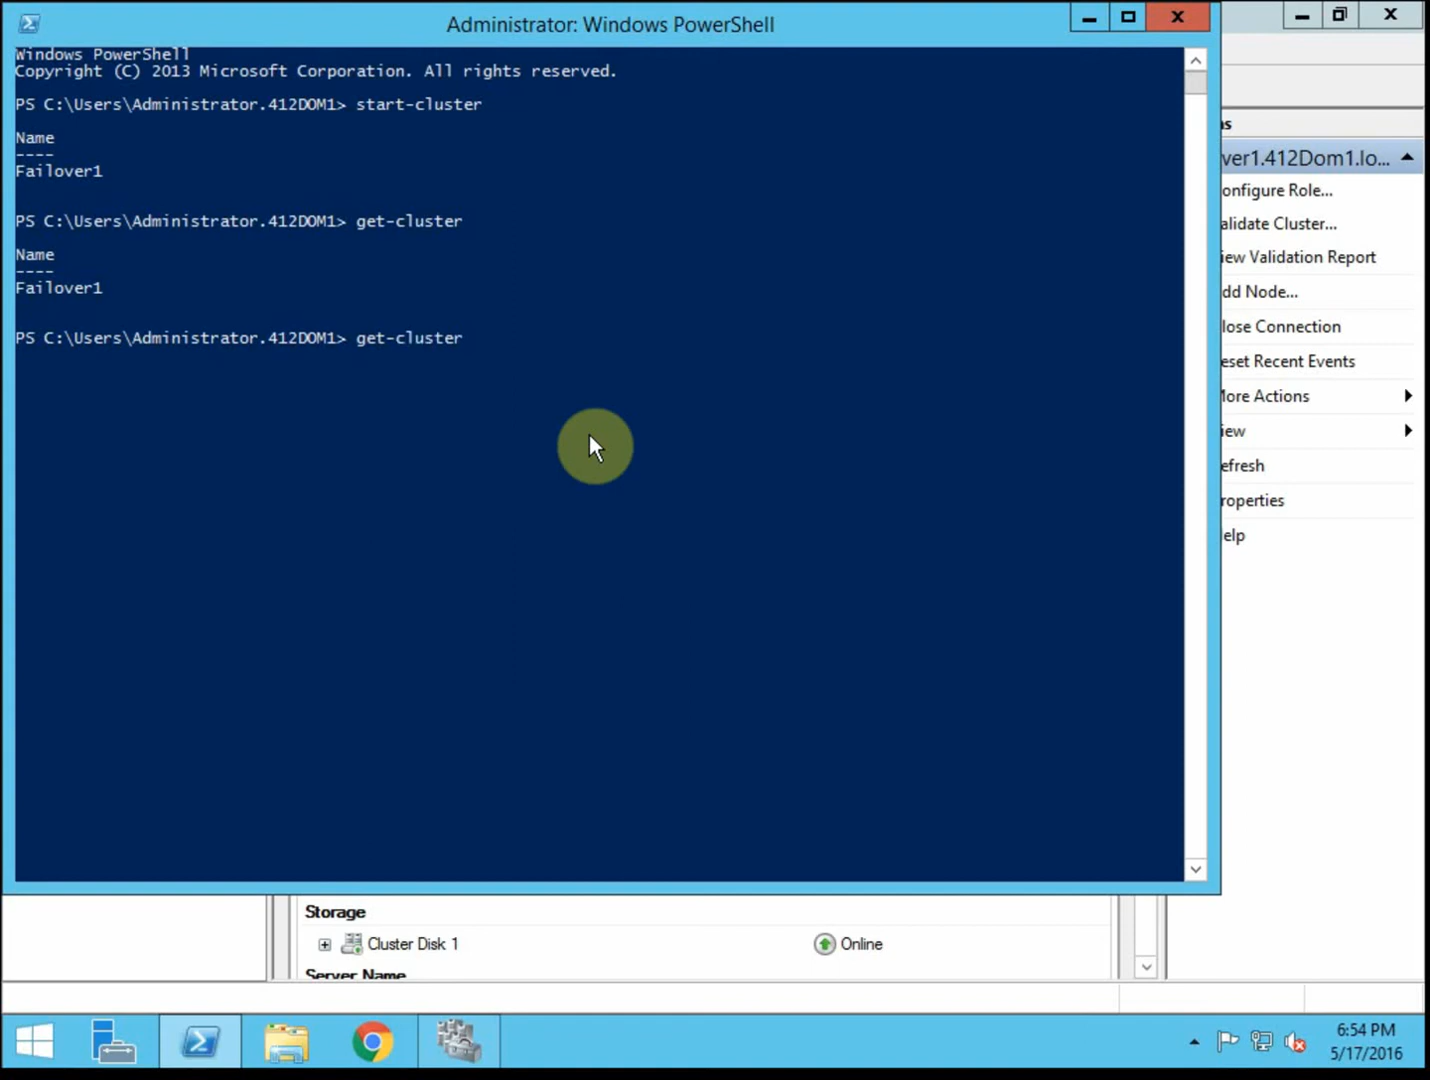 Administrator: Windows PowerShell
Windows PowerShell
Copyright (C) 2013 Microsoft Corporation. All rights reserved.
PS C:\Users\Administrator.412DOM1> start-cluster
Name
----
Failover1
PS C:\Users\Administrator.412DOM1> get-cluster
Name
----
Failover1
PS C:\Users\Administrator.412DOM1> get-cluster
ns
ver1.412Dom1.lo...
onfigure Role...
alidate Cluster...
iew Validation Report
dd Node...
lose Connection
eset Recent Events
More Actions
iew
efresh
roperties
elp
Storage
Cluster Disk 1 Online
Server Name
6:54 PM
5/17/2016